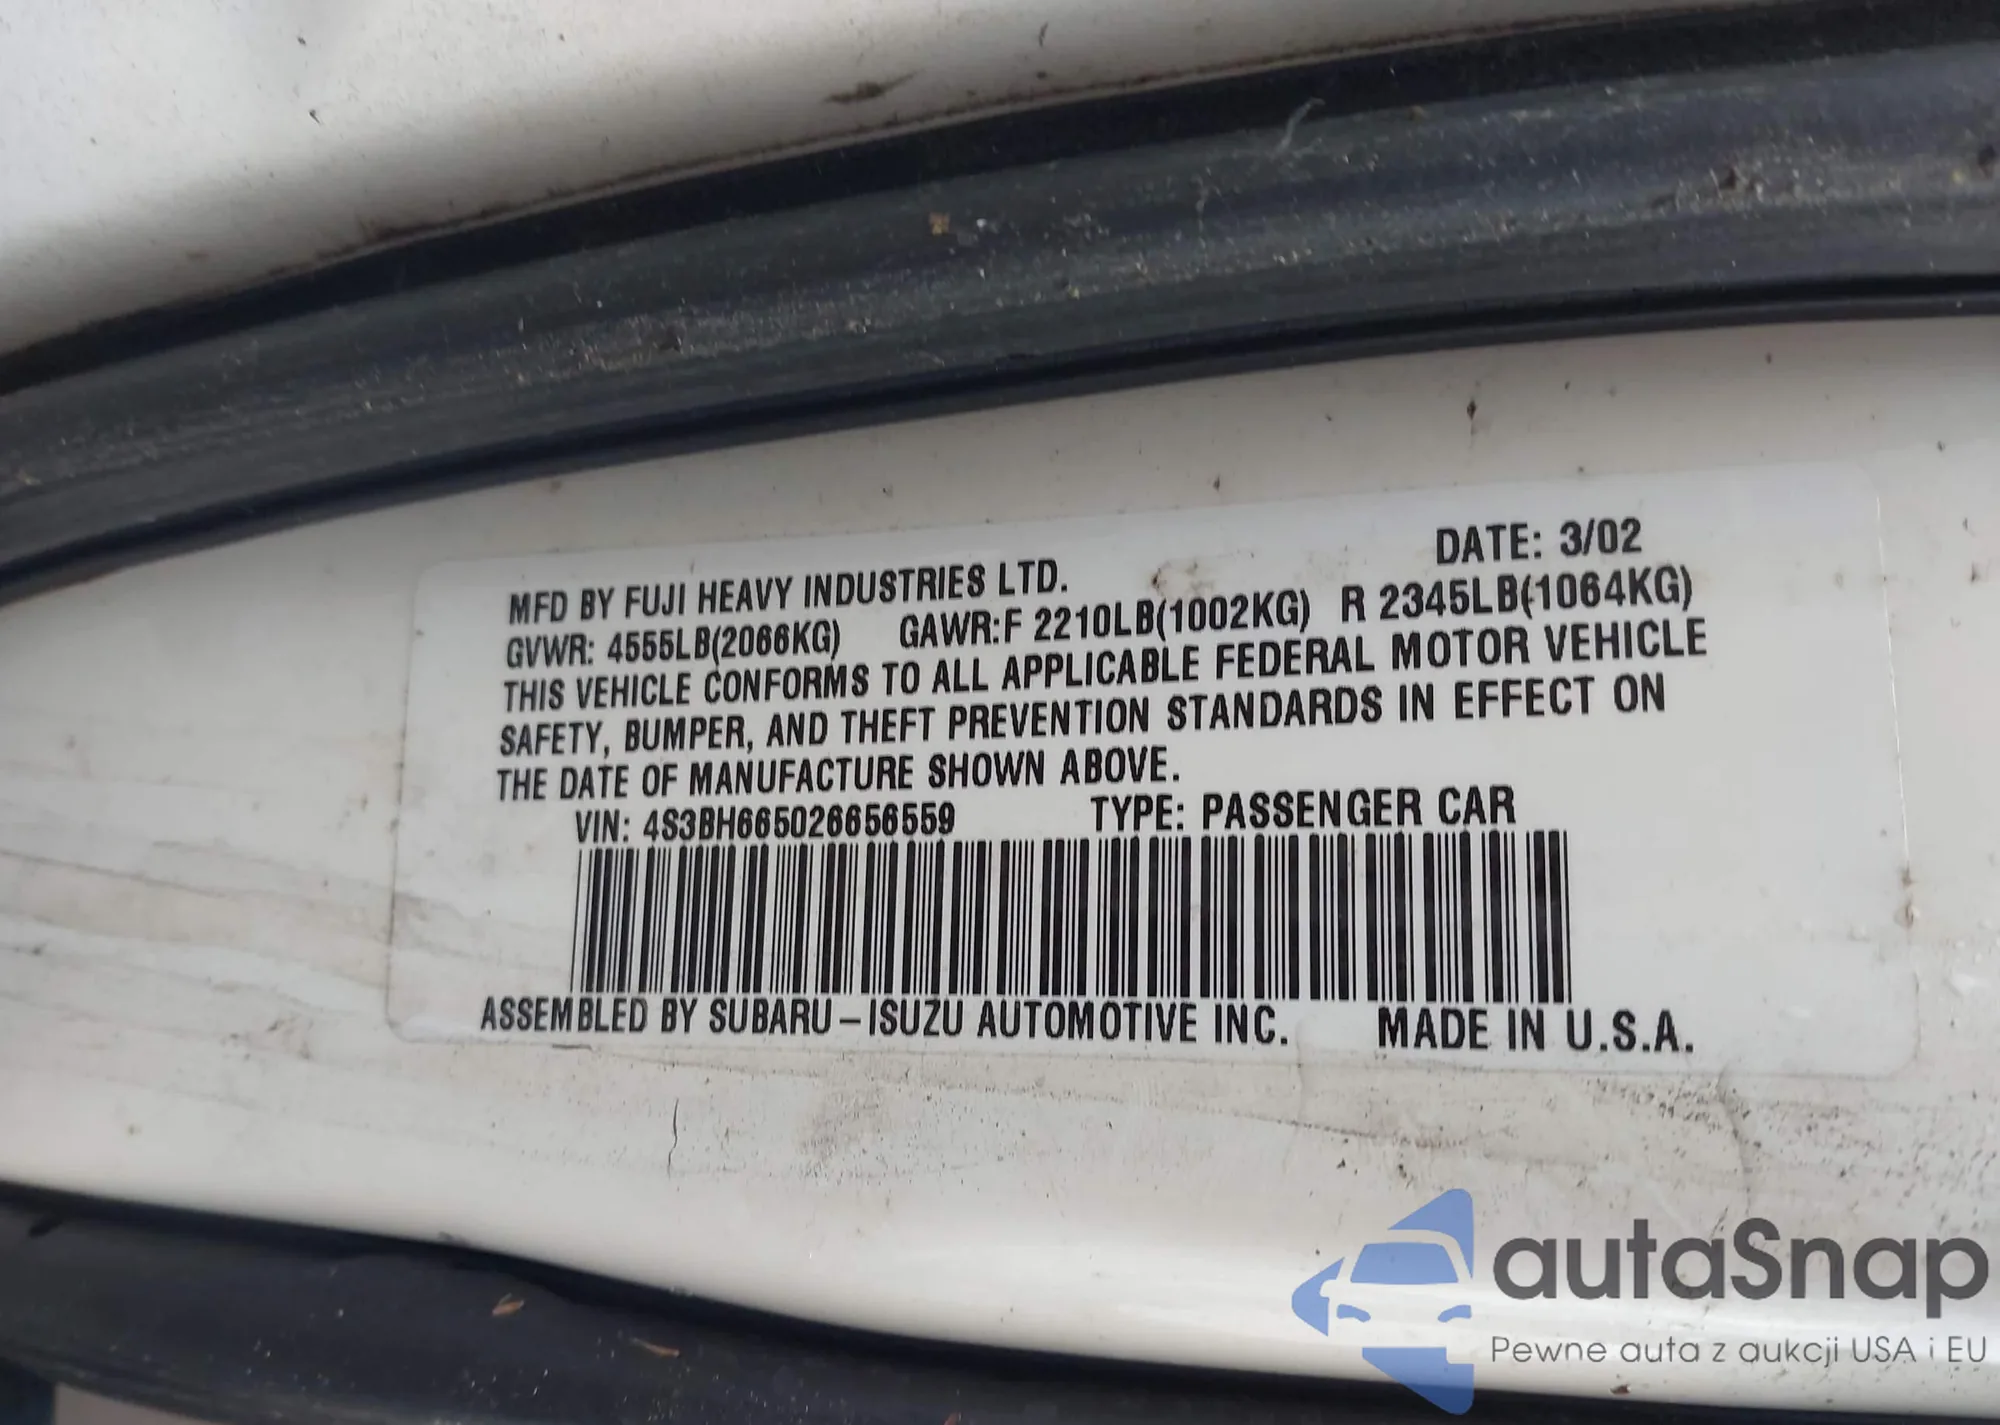 DATE: 3/02
MFD BY FUJI HEAVY INDUSTRIES LTD.
GVWR: 4555LB(2066KG) GAWR:F 2210LB(1002KG) R 2345LB(1064KG)
THIS VEHICLE CONFORMS TO ALL APPLICABLE FEDERAL MOTOR VEHICLE
SAFETY, BUMPER, AND THEFT PREVENTION STANDARDS IN EFFECT ON
THE DATE OF MANUFACTURE SHOWN ABOVE.
VIN: 4S3BH665026656559 TYPE: PASSENGER CAR
ASSEMBLED BY SUBARU-ISUZU AUTOMOTIVE INC. MADE IN U.S.A.
autaSnap
Pewne auta z aukcji USA i EU